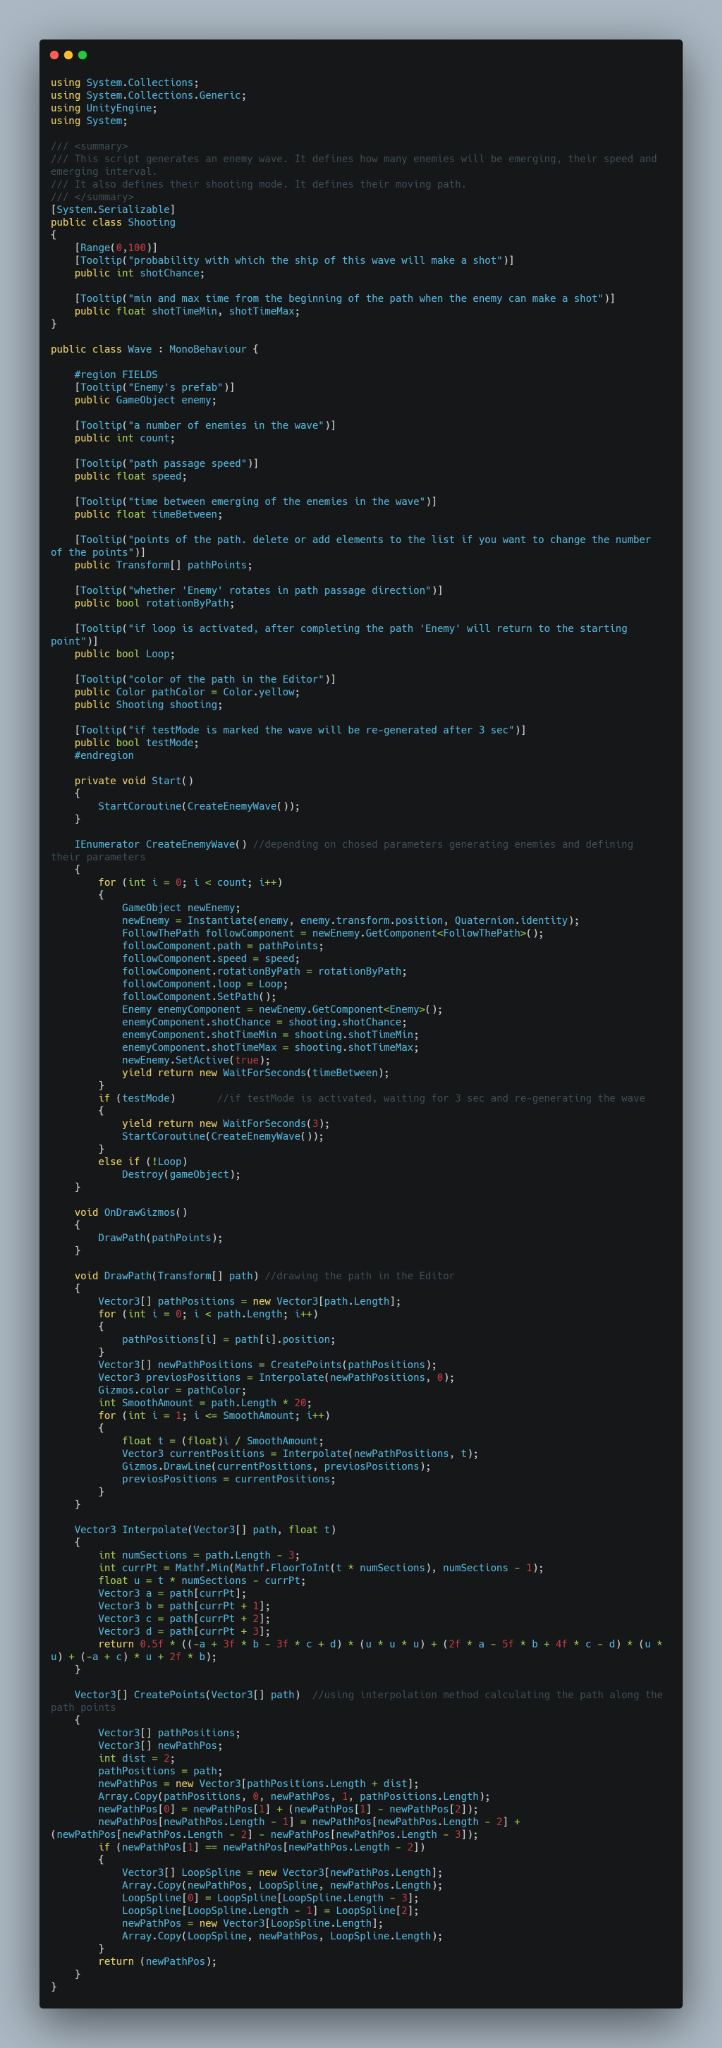 using System.Collections;
using System.Collections.Generic;
using UnityEngine;
using System;
/// <summary>
/// This script generates an enemy wave. It defines how many enemies will be emerging, their speed and
emerging interval.
/// It also defines their shooting mode. It defines their moving path.
/// </summary>
[System.Serializable]
public class Shooting
{
[Range(0,100)]
[Tooltip("probability with which the ship of this wave will make a shot")]
public int shotChance;
[Tooltip("min and max time from the beginning of the path when the enemy can make a shot")]
public float shotTimeMin, shotTimeMax;
}
public class Wave : MonoBehaviour {
#region FIELDS
[Tooltip("Enemy's prefab")]
public GameObject enemy;
[Tooltip("a number of enemies in the wave")]
public int count;
[Tooltip("path passage speed")]
public float speed;
[Tooltip("time between emerging of the enemies in the wave")]
public float timeBetween;
[Tooltip("points of the path. delete or add elements to the list if you want to change the number
of the points")]
public Transform[] pathPoints;
[Tooltip("whether 'Enemy' rotates in path passage direction")]
public bool rotationByPath;
[Tooltip("if loop is activated, after completing the path 'Enemy' will return to the starting
point")]
public bool Loop;
[Tooltip("color of the path in the Editor")]
public Color pathColor = Color.yellow;
public Shooting shooting;
[Tooltip("if testMode is marked the wave will be re-generated after 3 sec")]
public bool testMode;
#endregion
private void Start()
{
StartCoroutine(CreateEnemyWave());
}
IEnumerator CreateEnemyWave() //depending on chosed parameters generating enemies and defining
their parameters
{
for (int i = 0; i < count; i++)
{
GameObject newEnemy;
newEnemy = Instantiate(enemy, enemy.transform.position, Quaternion.identity);
FollowThePath followComponent = newEnemy.GetComponent<FollowThePath>();
followComponent.path = pathPoints;
followComponent.speed = speed;
followComponent.rotationByPath = rotationByPath;
followComponent.loop = Loop;
followComponent.SetPath();
Enemy enemyComponent = newEnemy.GetComponent<Enemy>();
enemyComponent.shotChance = shooting.shotChance;
enemyComponent.shotTimeMin = shooting.shotTimeMin;
enemyComponent.shotTimeMax = shooting.shotTimeMax;
newEnemy.SetActive(true);
yield return new WaitForSeconds(timeBetween);
}
if (testMode) //if testMode is activated, waiting for 3 sec and re-generating the wave
{
yield return new WaitForSeconds(3);
StartCoroutine(CreateEnemyWave());
}
else if (!Loop)
Destroy(gameObject);
}
void OnDrawGizmos()
{
DrawPath(pathPoints);
}
void DrawPath(Transform[] path) //drawing the path in the Editor
{
Vector3[] pathPositions = new Vector3[path.Length];
for (int i = 0; i < path.Length; i++)
{
pathPositions[i] = path[i].position;
}
Vector3[] newPathPositions = CreatePoints(pathPositions);
Vector3 previosPositions = Interpolate(newPathPositions, 0);
Gizmos.color = pathColor;
int SmoothAmount = path.Length * 20;
for (int i = 1; i <= SmoothAmount; i++)
{
float t = (float)i / SmoothAmount;
Vector3 currentPositions = Interpolate(newPathPositions, t);
Gizmos.DrawLine(currentPositions, previosPositions);
previosPositions = currentPositions;
}
}
Vector3 Interpolate(Vector3[] path, float t)
{
int numSections = path.Length - 3;
int currPt = Mathf.Min(Mathf.FloorToInt(t * numSections), numSections - 1);
float u = t * numSections - currPt;
Vector3 a = path[currPt];
Vector3 b = path[currPt + 1];
Vector3 c = path[currPt + 2];
Vector3 d = path[currPt + 3];
return 0.5f * ((-a + 3f * b - 3f * c + d) * (u * u * u) + (2f * a - 5f * b + 4f * c - d) * (u *
u) + (-a + c) * u + 2f * b);
}
Vector3[] CreatePoints(Vector3[] path) //using interpolation method calculating the path along the
path points
{
Vector3[] pathPositions;
Vector3[] newPathPos;
int dist = 2;
pathPositions = path;
newPathPos = new Vector3[pathPositions.Length + dist];
Array.Copy(pathPositions, 0, newPathPos, 1, pathPositions.Length);
newPathPos[0] = newPathPos[1] + (newPathPos[1] - newPathPos[2]);
newPathPos[newPathPos.Length - 1] = newPathPos[newPathPos.Length - 2] +
(newPathPos[newPathPos.Length - 2] - newPathPos[newPathPos.Length - 3]);
if (newPathPos[1] == newPathPos[newPathPos.Length - 2])
{
Vector3[] LoopSpline = new Vector3[newPathPos.Length];
Array.Copy(newPathPos, LoopSpline, newPathPos.Length);
LoopSpline[0] = LoopSpline[LoopSpline.Length - 3];
LoopSpline[LoopSpline.Length - 1] = LoopSpline[2];
newPathPos = new Vector3[LoopSpline.Length];
Array.Copy(LoopSpline, newPathPos, LoopSpline.Length);
}
return (newPathPos);
}
}